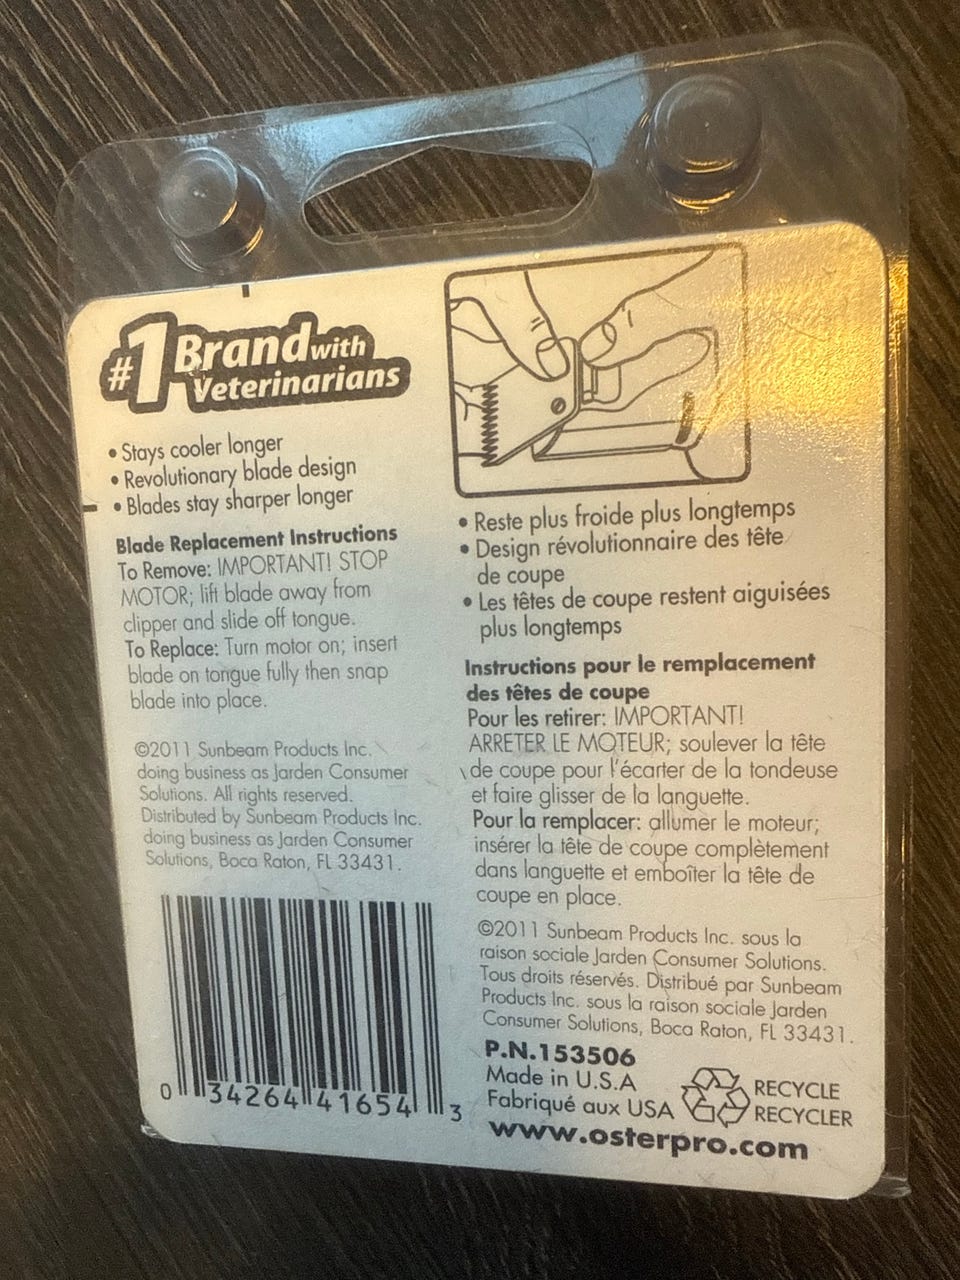 #1 Brand with
Veterinarians
• Stays cooler longer
• Revolutionary blade design
• Blades stay sharper longer
Blade Replacement Instructions
To Remove: IMPORTANT! STOP
MOTOR; lift blade away from
clipper and slide off tongue.
To Replace: Turn motor on; insert
blade on tongue fully then snap
blade into place.
©2011 Sunbeam Products Inc.
doing business as Jarden Consumer
Solutions. All rights reserved.
Distributed by Sunbeam Products Inc.
doing business as Jarden Consumer
Solutions, Boca Raton, FL 33431.
0 34264 41654 3
• Reste plus froide plus longtemps
• Design révolutionnaire des tête
de coupe
• Les têtes de coupe restent aiguisées
plus longtemps
Instructions pour le remplacement
des têtes de coupe
Pour les retirer: IMPORTANT!
ARRETER LE MOTEUR; soulever la tête
de coupe pour l'écarter de la tondeuse
et faire glisser de la languette.
Pour la remplacer: allumer le moteur;
insérer la tête de coupe complètement
dans languette et emboîter la tête de
coupe en place.
©2011 Sunbeam Products Inc. sous la
raison sociale Jarden Consumer Solutions.
Tous droits réservés. Distribué par Sunbeam
Products Inc. sous la raison sociale Jarden
Consumer Solutions, Boca Raton, FL 33431.
P.N.153506
Made in U.S.A
Fabriqué aux USA
RECYCLE
RECYCLER
www.osterpro.com